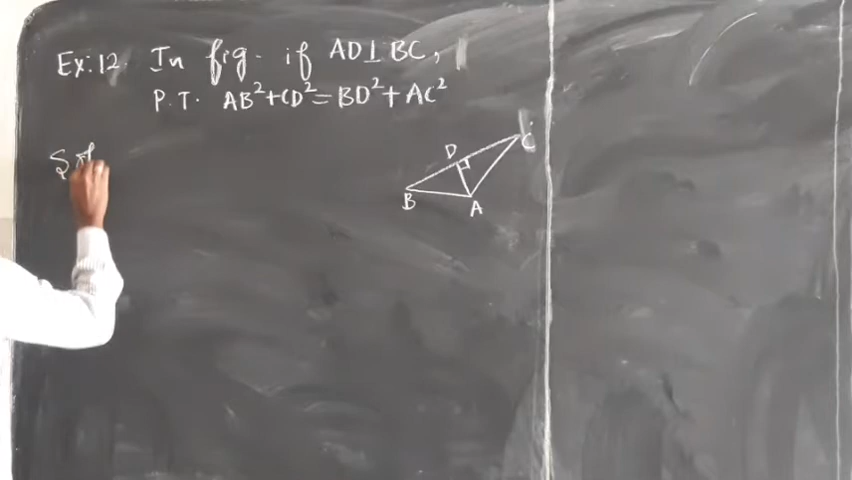 Ex:12. In fig. if AD⊥BC,
P.T. AB²+CD²=BD²+AC²
D
C
B
A